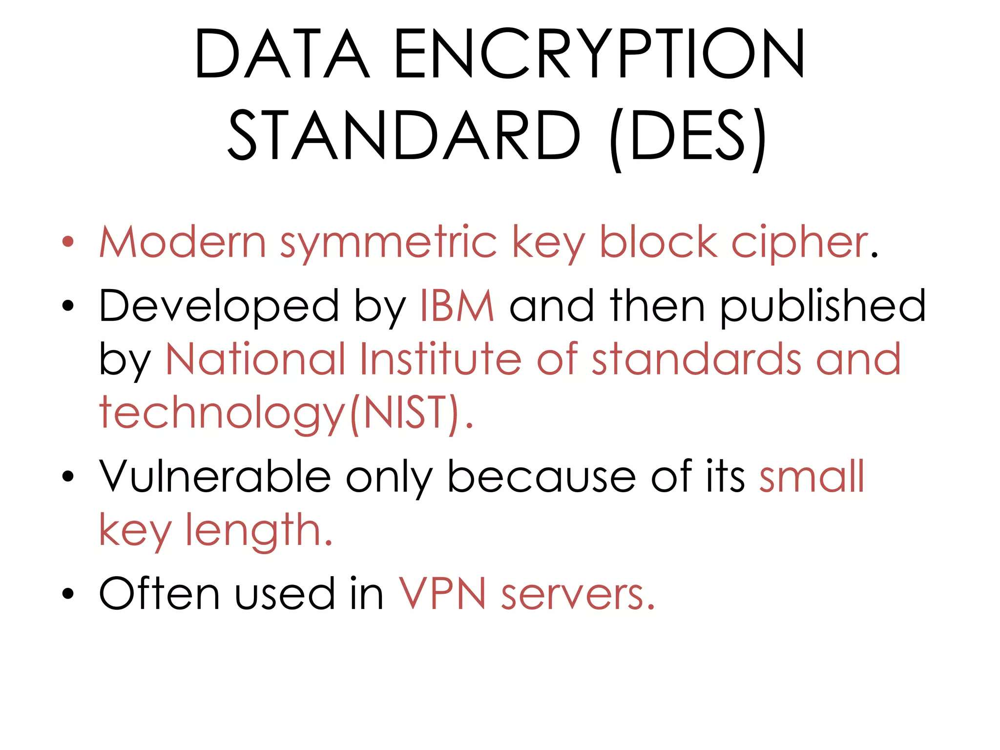 DATA ENCRYPTION
STANDARD (DES)
• Modern symmetric key block cipher.
• Developed by IBM and then published
by National Institute of standards and
technology(NIST).
• Vulnerable only because of its small
key length.
• Often used in VPN servers.